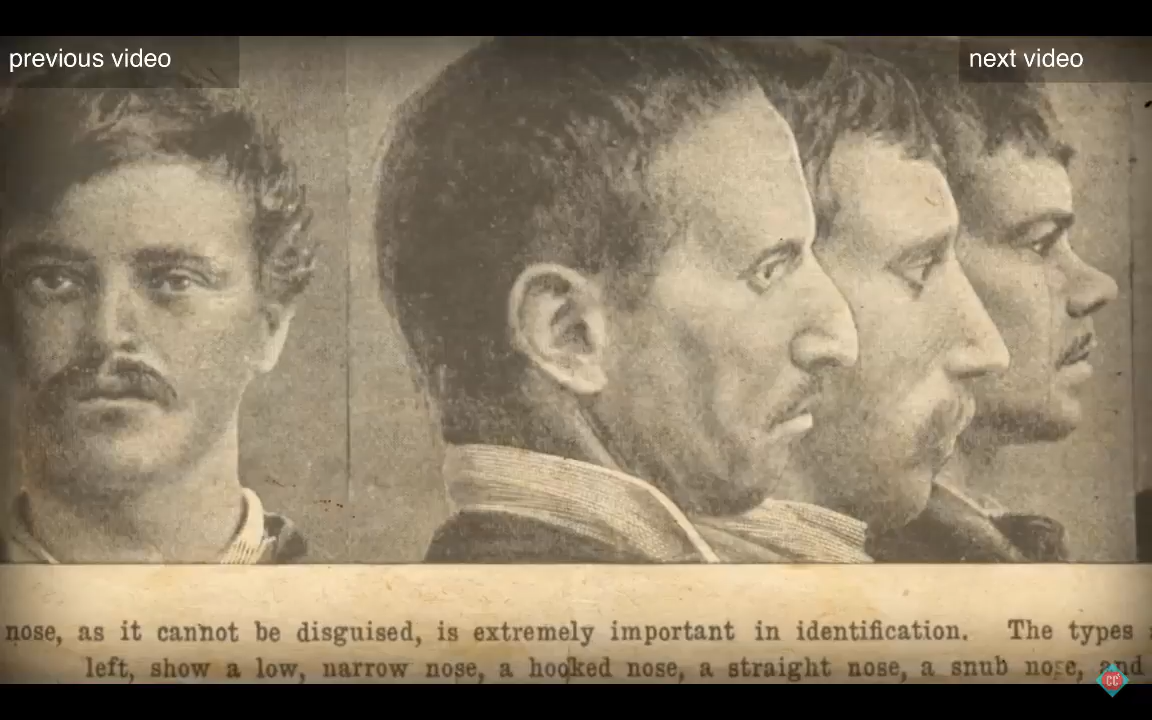 previous video
next video
nose, as it cannot be disguised, is extremely important in identification. The types
left, show a low, narrow nose, a hooked nose, a straight nose, a snub nose, and
CC